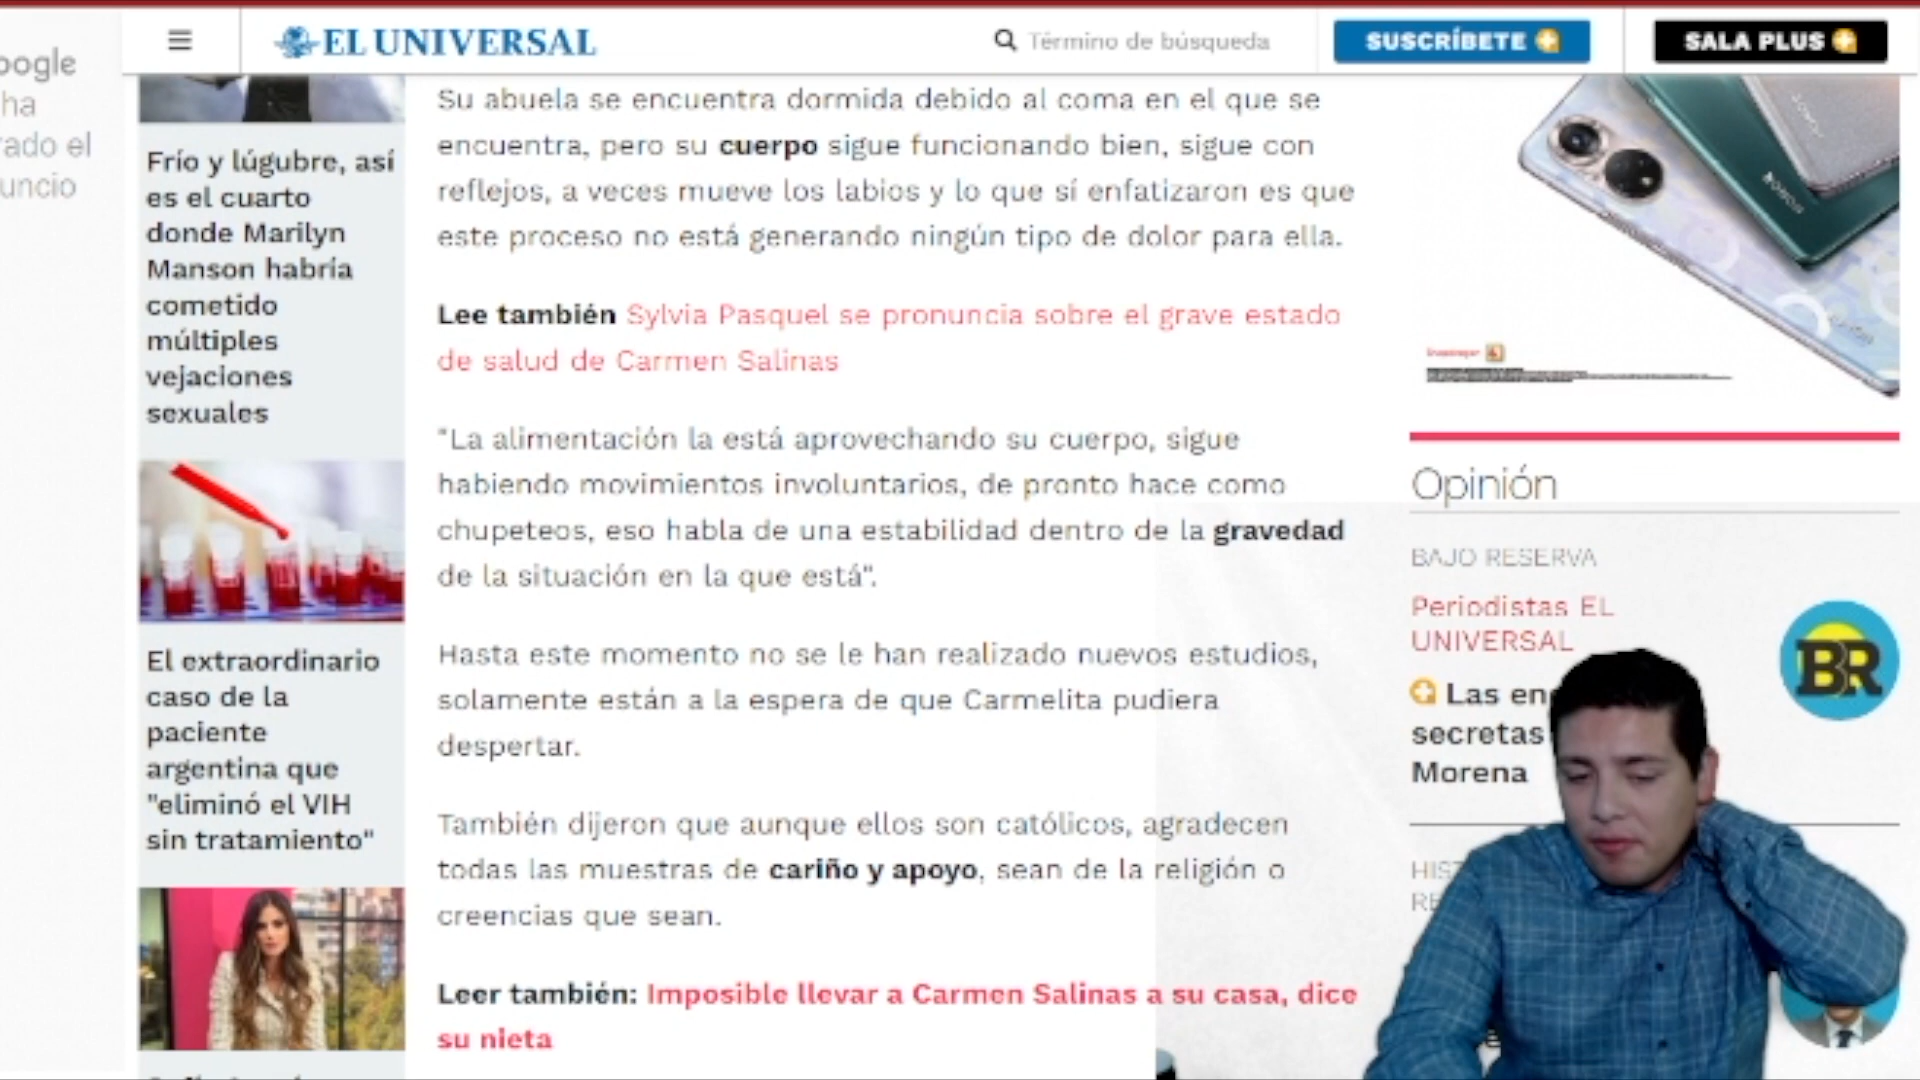 oogle
ha
rado el
uncio
EL UNIVERSAL
Término de búsqueda
SUSCRÍBETE
SALA PLUS
Frío y lúgubre, así
es el cuarto
donde Marilyn
Manson habría
cometido
múltiples
vejaciones
sexuales
El extraordinario
caso de la
paciente
argentina que
"eliminó el VIH
sin tratamiento"
Su abuela se encuentra dormida debido al coma en el que se
encuentra, pero su cuerpo sigue funcionando bien, sigue con
reflejos, a veces mueve los labios y lo que sí enfatizaron es que
este proceso no está generando ningún tipo de dolor para ella.
Lee también Sylvia Pasquel se pronuncia sobre el grave estado
de salud de Carmen Salinas
"La alimentación la está aprovechando su cuerpo, sigue
habiendo movimientos involuntarios, de pronto hace como
chupeteos, eso habla de una estabilidad dentro de la gravedad
de la situación en la que está".
Hasta este momento no se le han realizado nuevos estudios,
solamente están a la espera de que Carmelita pudiera
despertar.
También dijeron que aunque ellos son católicos, agradecen
todas las muestras de cariño y apoyo, sean de la religión o
creencias que sean.
Leer también: Imposible llevar a Carmen Salinas a su casa, dice
su nieta
HONOR
Opinión
BAJO RESERVA
Periodistas EL
UNIVERSAL
BR
Las en
secretas
Morena
HIST
RE